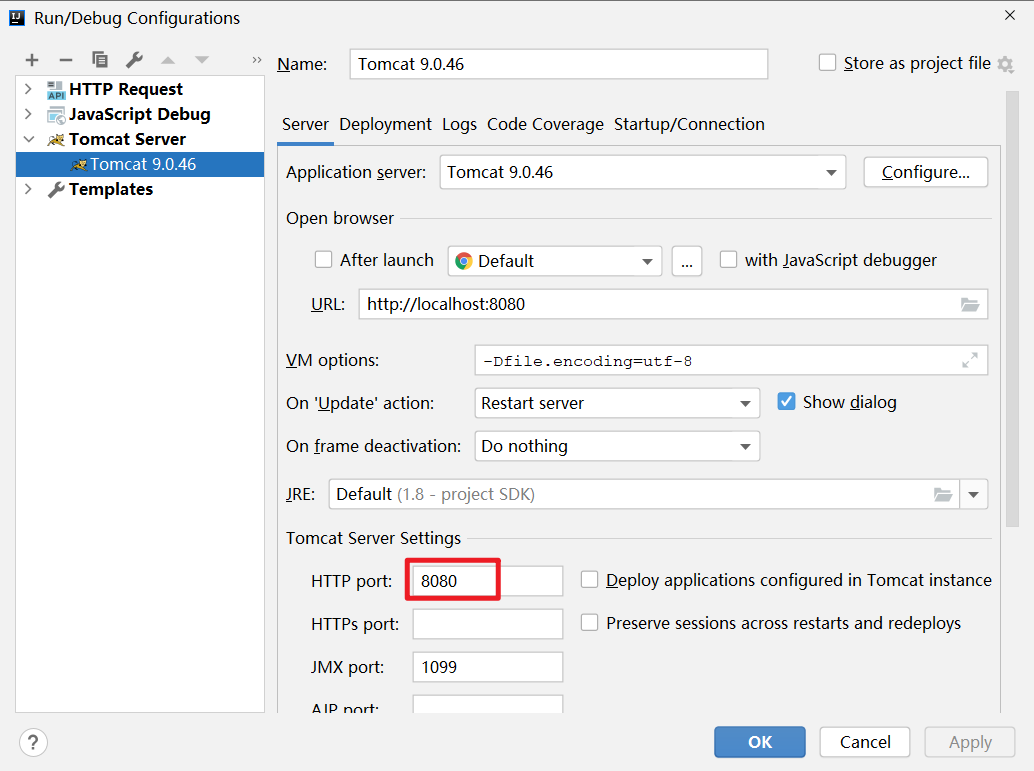 Run/Debug Configurations
Name: Tomcat 9.0.46 Store as project file
HTTP Request
JavaScript Debug
Tomcat Server
Tomcat 9.0.46
Templates
Server Deployment Logs Code Coverage Startup/Connection
Application server: Tomcat 9.0.46 Configure...
Open browser
After launch Default ... with JavaScript debugger
URL: http://localhost:8080
VM options: -Dfile.encoding=utf-8
On 'Update' action: Restart server Show dialog
On frame deactivation: Do nothing
JRE: Default (1.8 - project SDK)
Tomcat Server Settings
HTTP port: 8080 Deploy applications configured in Tomcat instance
HTTPs port: Preserve sessions across restarts and redeploys
JMX port: 1099
AJP port:
? OK Cancel Apply